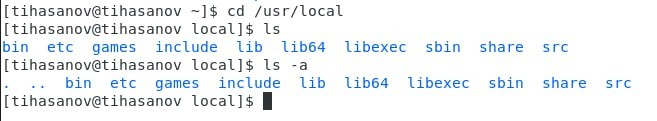 [tihasanov@tihasanov ~]$ cd /usr/local
[tihasanov@tihasanov local]$ ls
bin etc games include lib lib64 libexec sbin share src
[tihasanov@tihasanov local]$ ls -a
. .. bin etc games include lib lib64 libexec sbin share src
[tihasanov@tihasanov local]$